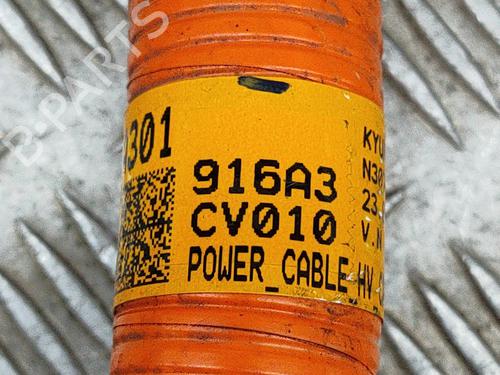 B-PARTS
301
916A3
CV010
POWER_CABLE_HV
KYU
N30
23
V.N